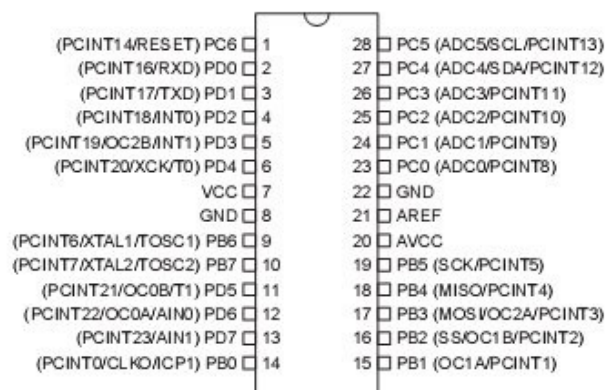 (PCINT14/RESET) PC6 1 28 PC5 (ADC5/SCL/PCINT13)
(PCINT16/RXD) PD0 2 27 PC4 (ADC4/SDA/PCINT12)
(PCINT17/TXD) PD1 3 26 PC3 (ADC3/PCINT11)
(PCINT18/INT0) PD2 4 25 PC2 (ADC2/PCINT10)
(PCINT19/OC2B/INT1) PD3 5 24 PC1 (ADC1/PCINT9)
(PCINT20/XCK/T0) PD4 6 23 PC0 (ADC0/PCINT8)
VCC 7 22 GND
GND 8 21 AREF
(PCINT6/XTAL1/TOSC1) PB6 9 20 AVCC
(PCINT7/XTAL2/TOSC2) PB7 10 19 PB5 (SCK/PCINT5)
(PCINT21/OC0B/T1) PD5 11 18 PB4 (MISO/PCINT4)
(PCINT22/OC0A/AIN0) PD6 12 17 PB3 (MOSI/OC2A/PCINT3)
(PCINT23/AIN1) PD7 13 16 PB2 (SS/OC1B/PCINT2)
(PCINT0/CLKO/ICP1) PB0 14 15 PB1 (OC1A/PCINT1)